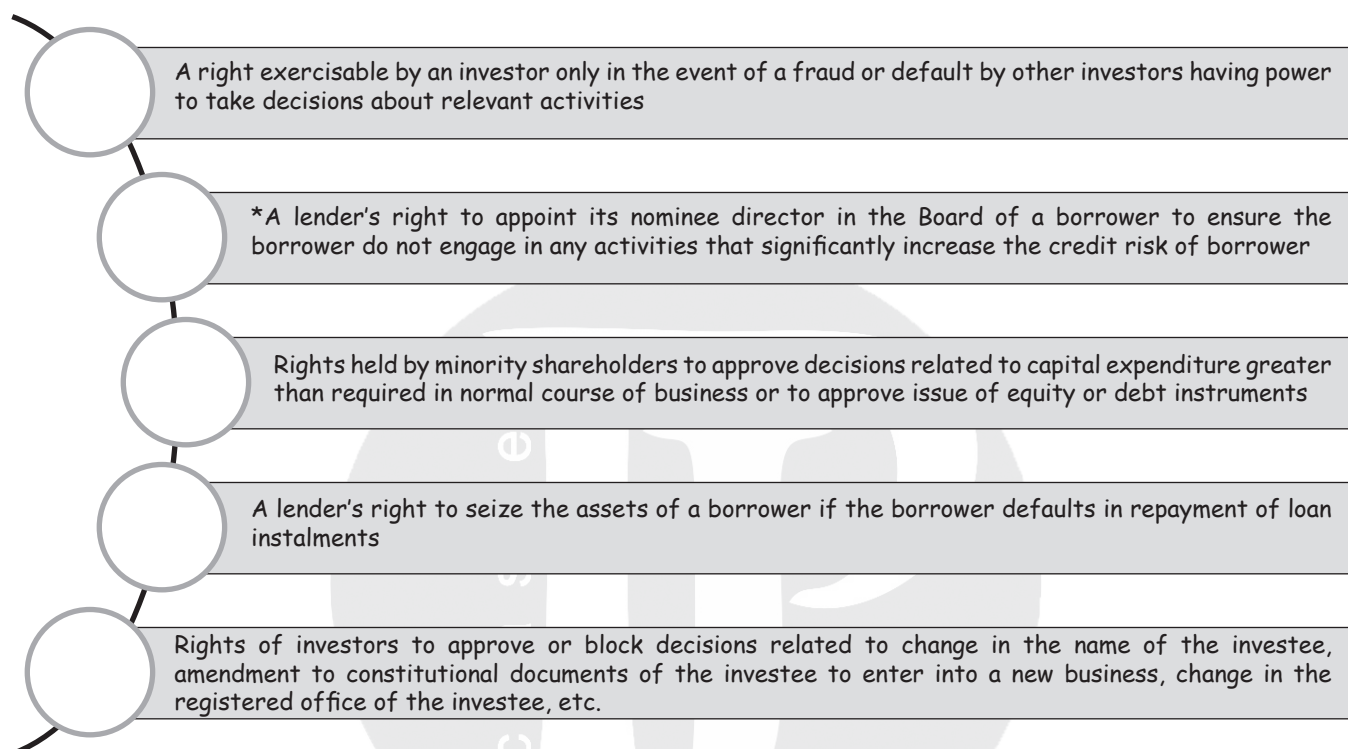 A right exercisable by an investor only in the event of a fraud or default by other investors having power
to take decisions about relevant activities
*A lender's right to appoint its nominee director in the Board of a borrower to ensure the
borrower do not engage in any activities that significantly increase the credit risk of borrower
Rights held by minority shareholders to approve decisions related to capital expenditure greater
than required in normal course of business or to approve issue of equity or debt instruments
A lender's right to seize the assets of a borrower if the borrower defaults in repayment of loan
instalments
Rights of investors to approve or block decisions related to change in the name of the investee,
amendment to constitutional documents of the investee to enter into a new business, change in the
registered office of the investee, etc.